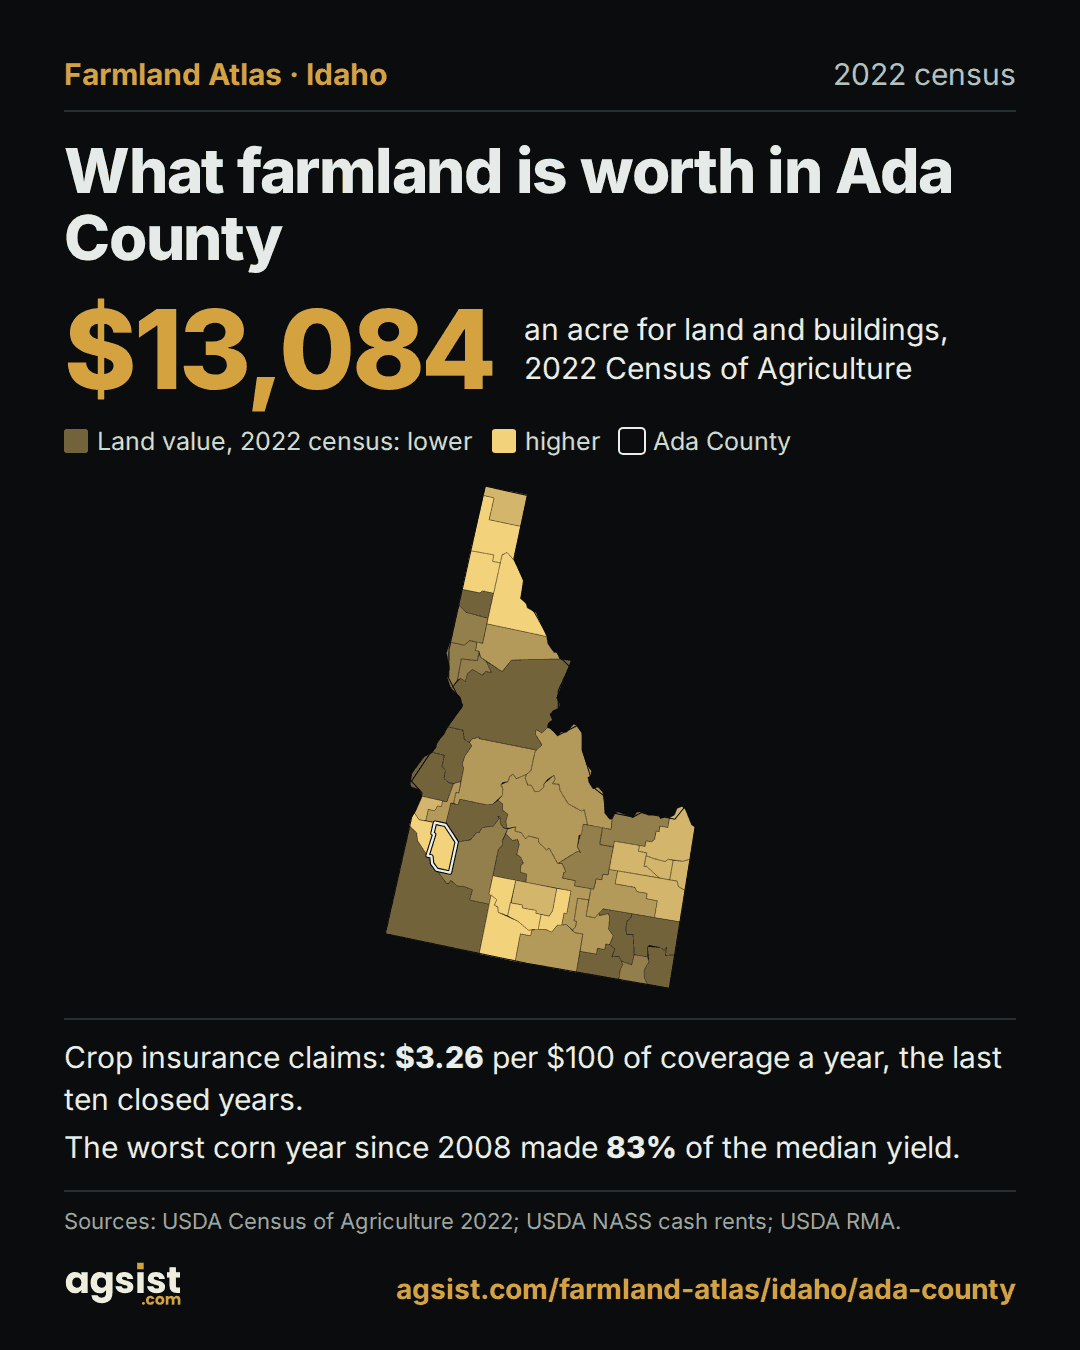 Farmland Atlas · Idaho
2022 census
What farmland is worth in Ada
County
$13,084
an acre for land and buildings,
2022 Census of Agriculture
Land value, 2022 census: lower
higher
Ada County
Crop insurance claims: $3.26 per $100 of coverage a year, the last
ten closed years.
The worst corn year since 2008 made 83% of the median yield.
Sources: USDA Census of Agriculture 2022; USDA NASS cash rents; USDA RMA.
agsist
.com
agsist.com/farmland-atlas/idaho/ada-county